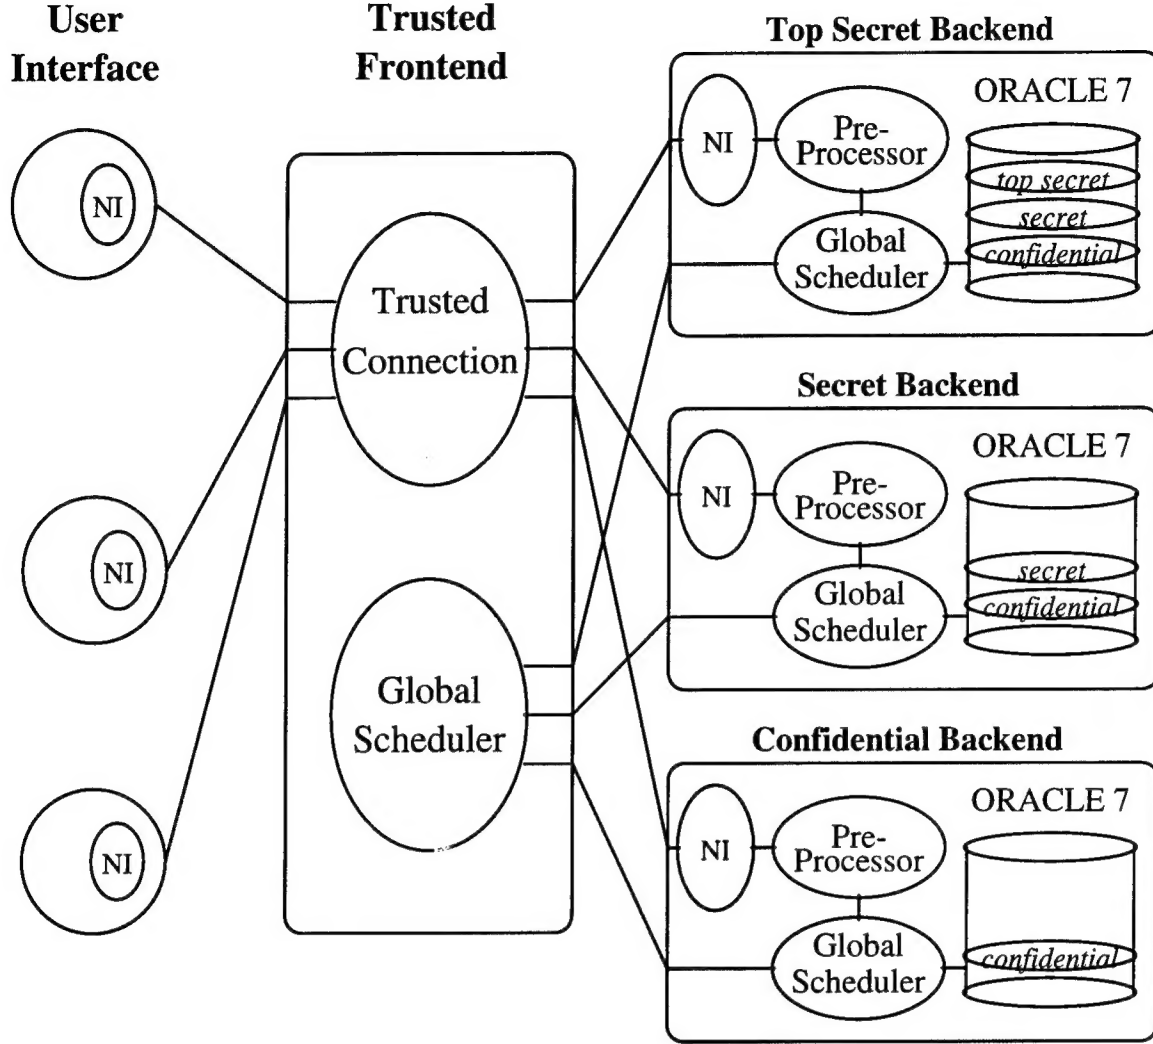 User
Interface
Trusted
Frontend
Top Secret Backend
NI
NI
NI
Trusted
Connection
Global
Scheduler
NI
Pre-
Processor
Global
Scheduler
ORACLE 7
top secret
secret
confidential
Secret Backend
NI
Pre-
Processor
Global
Scheduler
ORACLE 7
secret
confidential
Confidential Backend
NI
Pre-
Processor
Global
Scheduler
ORACLE 7
confidential